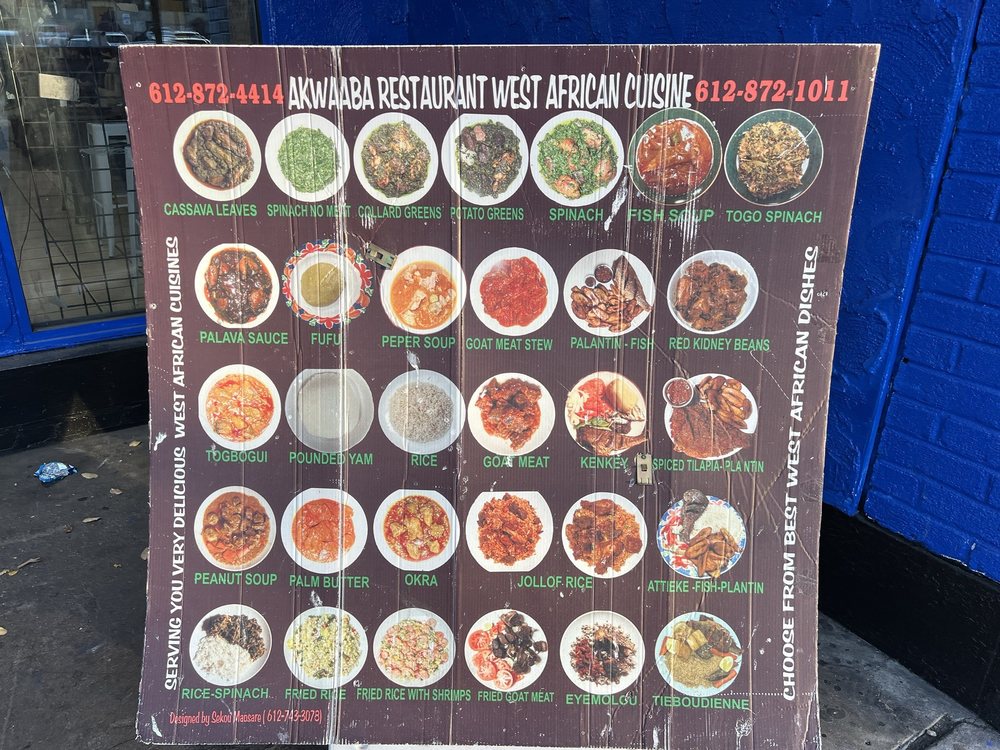 612-872-4414 AKWAABA RESTAURANT WEST AFRICAN CUISINE 612-872-1011
CASSAVA LEAVES SPINACH NO MEAT COLLARD GREENS POTATO GREENS SPINACH FISH SOUP TOGO SPINACH
PALAVA SAUCE FUFU PEPER SOUP GOAT MEAT STEW PALANTIN - FISH RED KIDNEY BEANS
TOGBOGUI POUNDED YAM RICE GOAT MEAT KENKEY SPICED TILAPIA-PLANTIN
PEANUT SOUP PALM BUTTER OKRA JOLLOF RICE ATTIEKE -FISH-PLANTIN
RICE-SPINACH FRIED RICE FRIED RICE WITH SHRIMPS FRIED GOAT MEAT EYEMOLOU TIEBOUDIENNE
SERVING YOU VERY DELICIOUS WEST AFRICAN CUISINES
CHOOSE FROM BEST WEST AFRICAN DISHES
Designed by Sekou Mansare ( 612-743-3078)